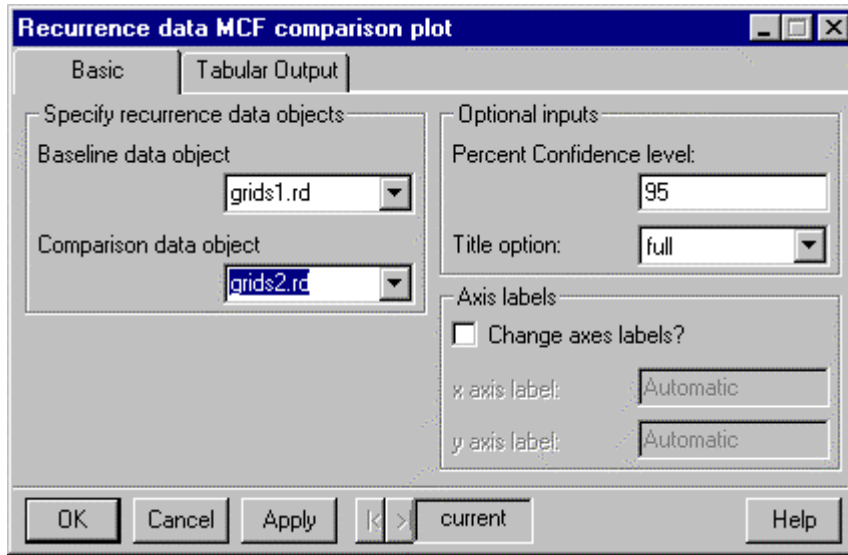 Recurrence data MCF comparison plot
Basic
Tabular Output
Specify recurrence data objects
Baseline data object
grids1.rd
Comparison data object
grids2.rd
Optional inputs
Percent Confidence level:
95
Title option:
full
Axis labels
Change axes labels?
x axis label:
Automatic
y axis label:
Automatic
OK
Cancel
Apply
current
Help